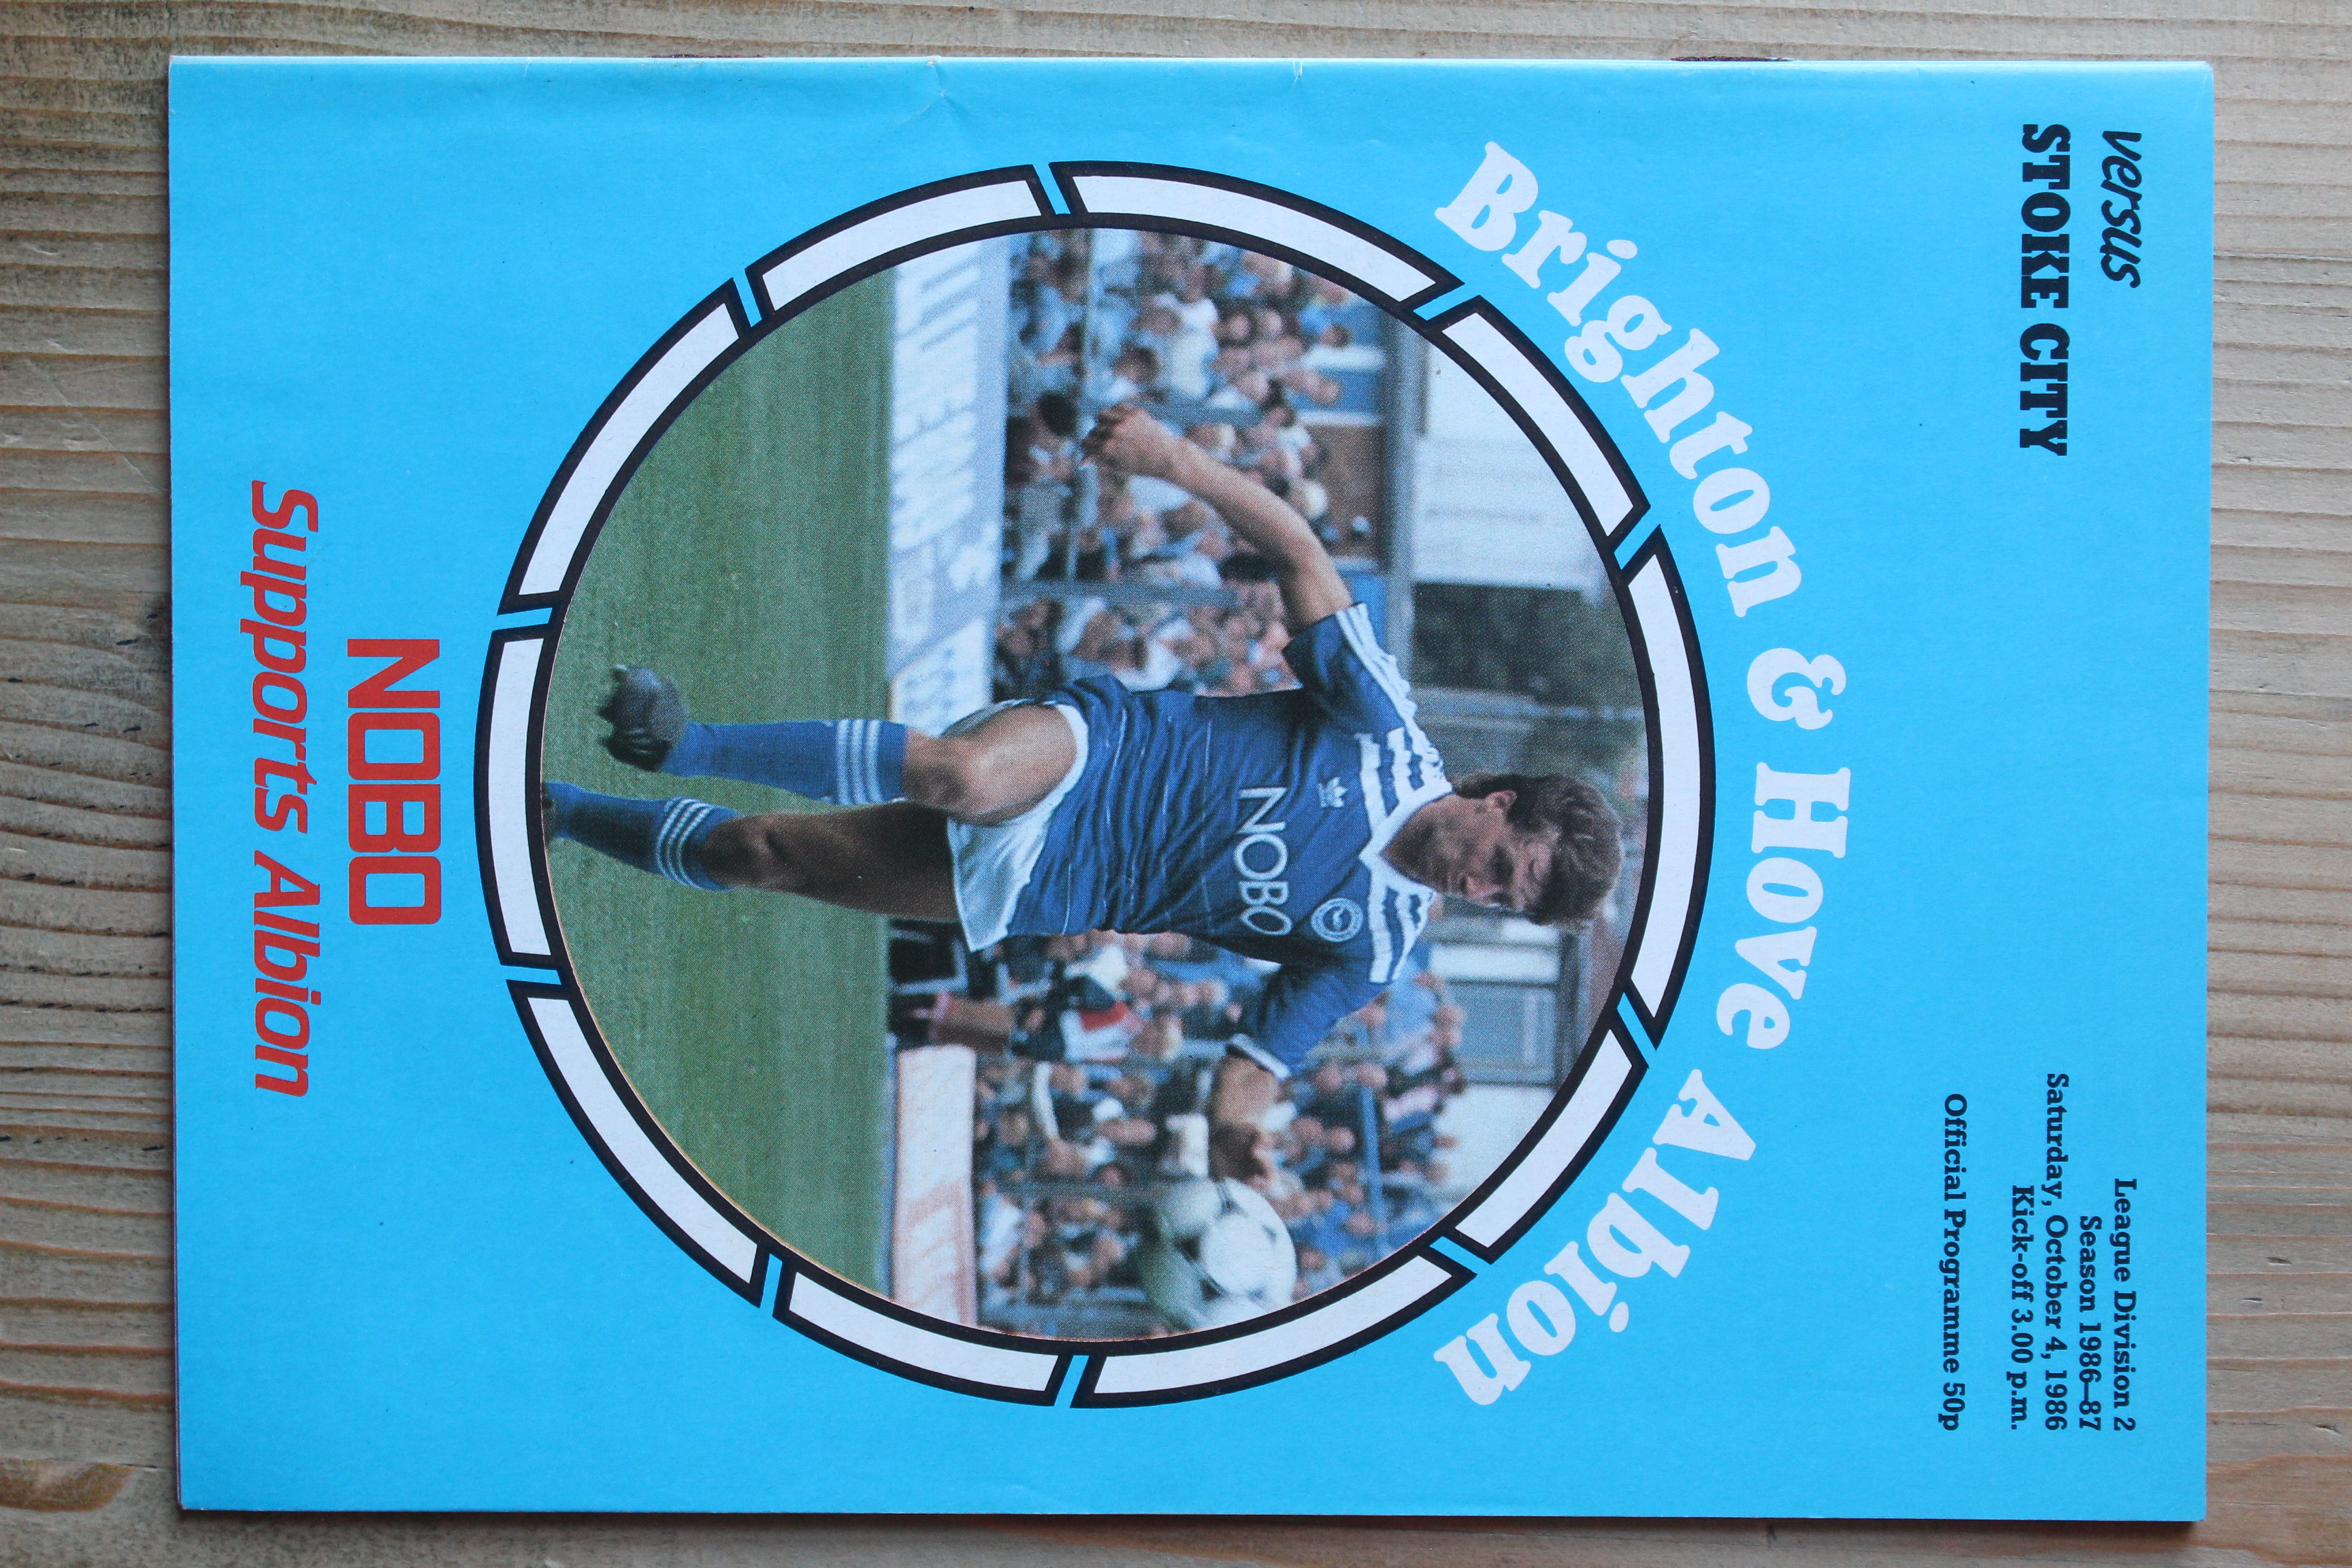 versus
STOKE CITY
League Division 2
Season 1986–87
Saturday, October 4, 1986
Kick-off 3.00 p.m.
Official Programme 50p
Brighton & Hove Albion
NOBO
NOBO
Supports Albion